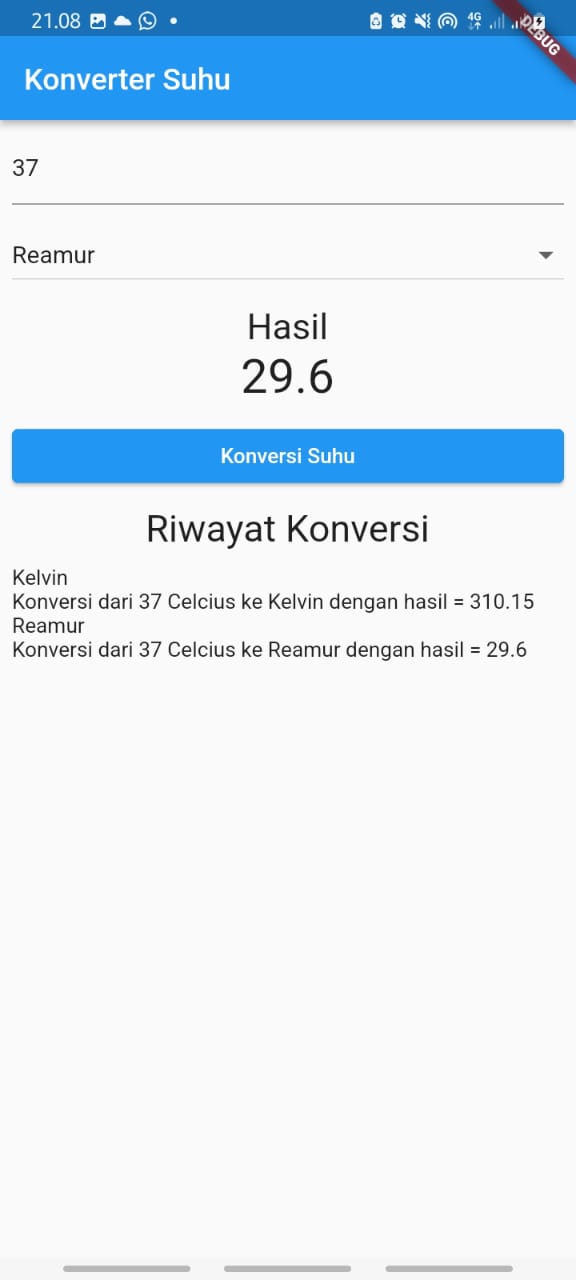 21.08
4G
DEBUG
Konverter Suhu
37
Reamur
Hasil
29.6
Konversi Suhu
Riwayat Konversi
Kelvin
Konversi dari 37 Celcius ke Kelvin dengan hasil = 310.15
Reamur
Konversi dari 37 Celcius ke Reamur dengan hasil = 29.6